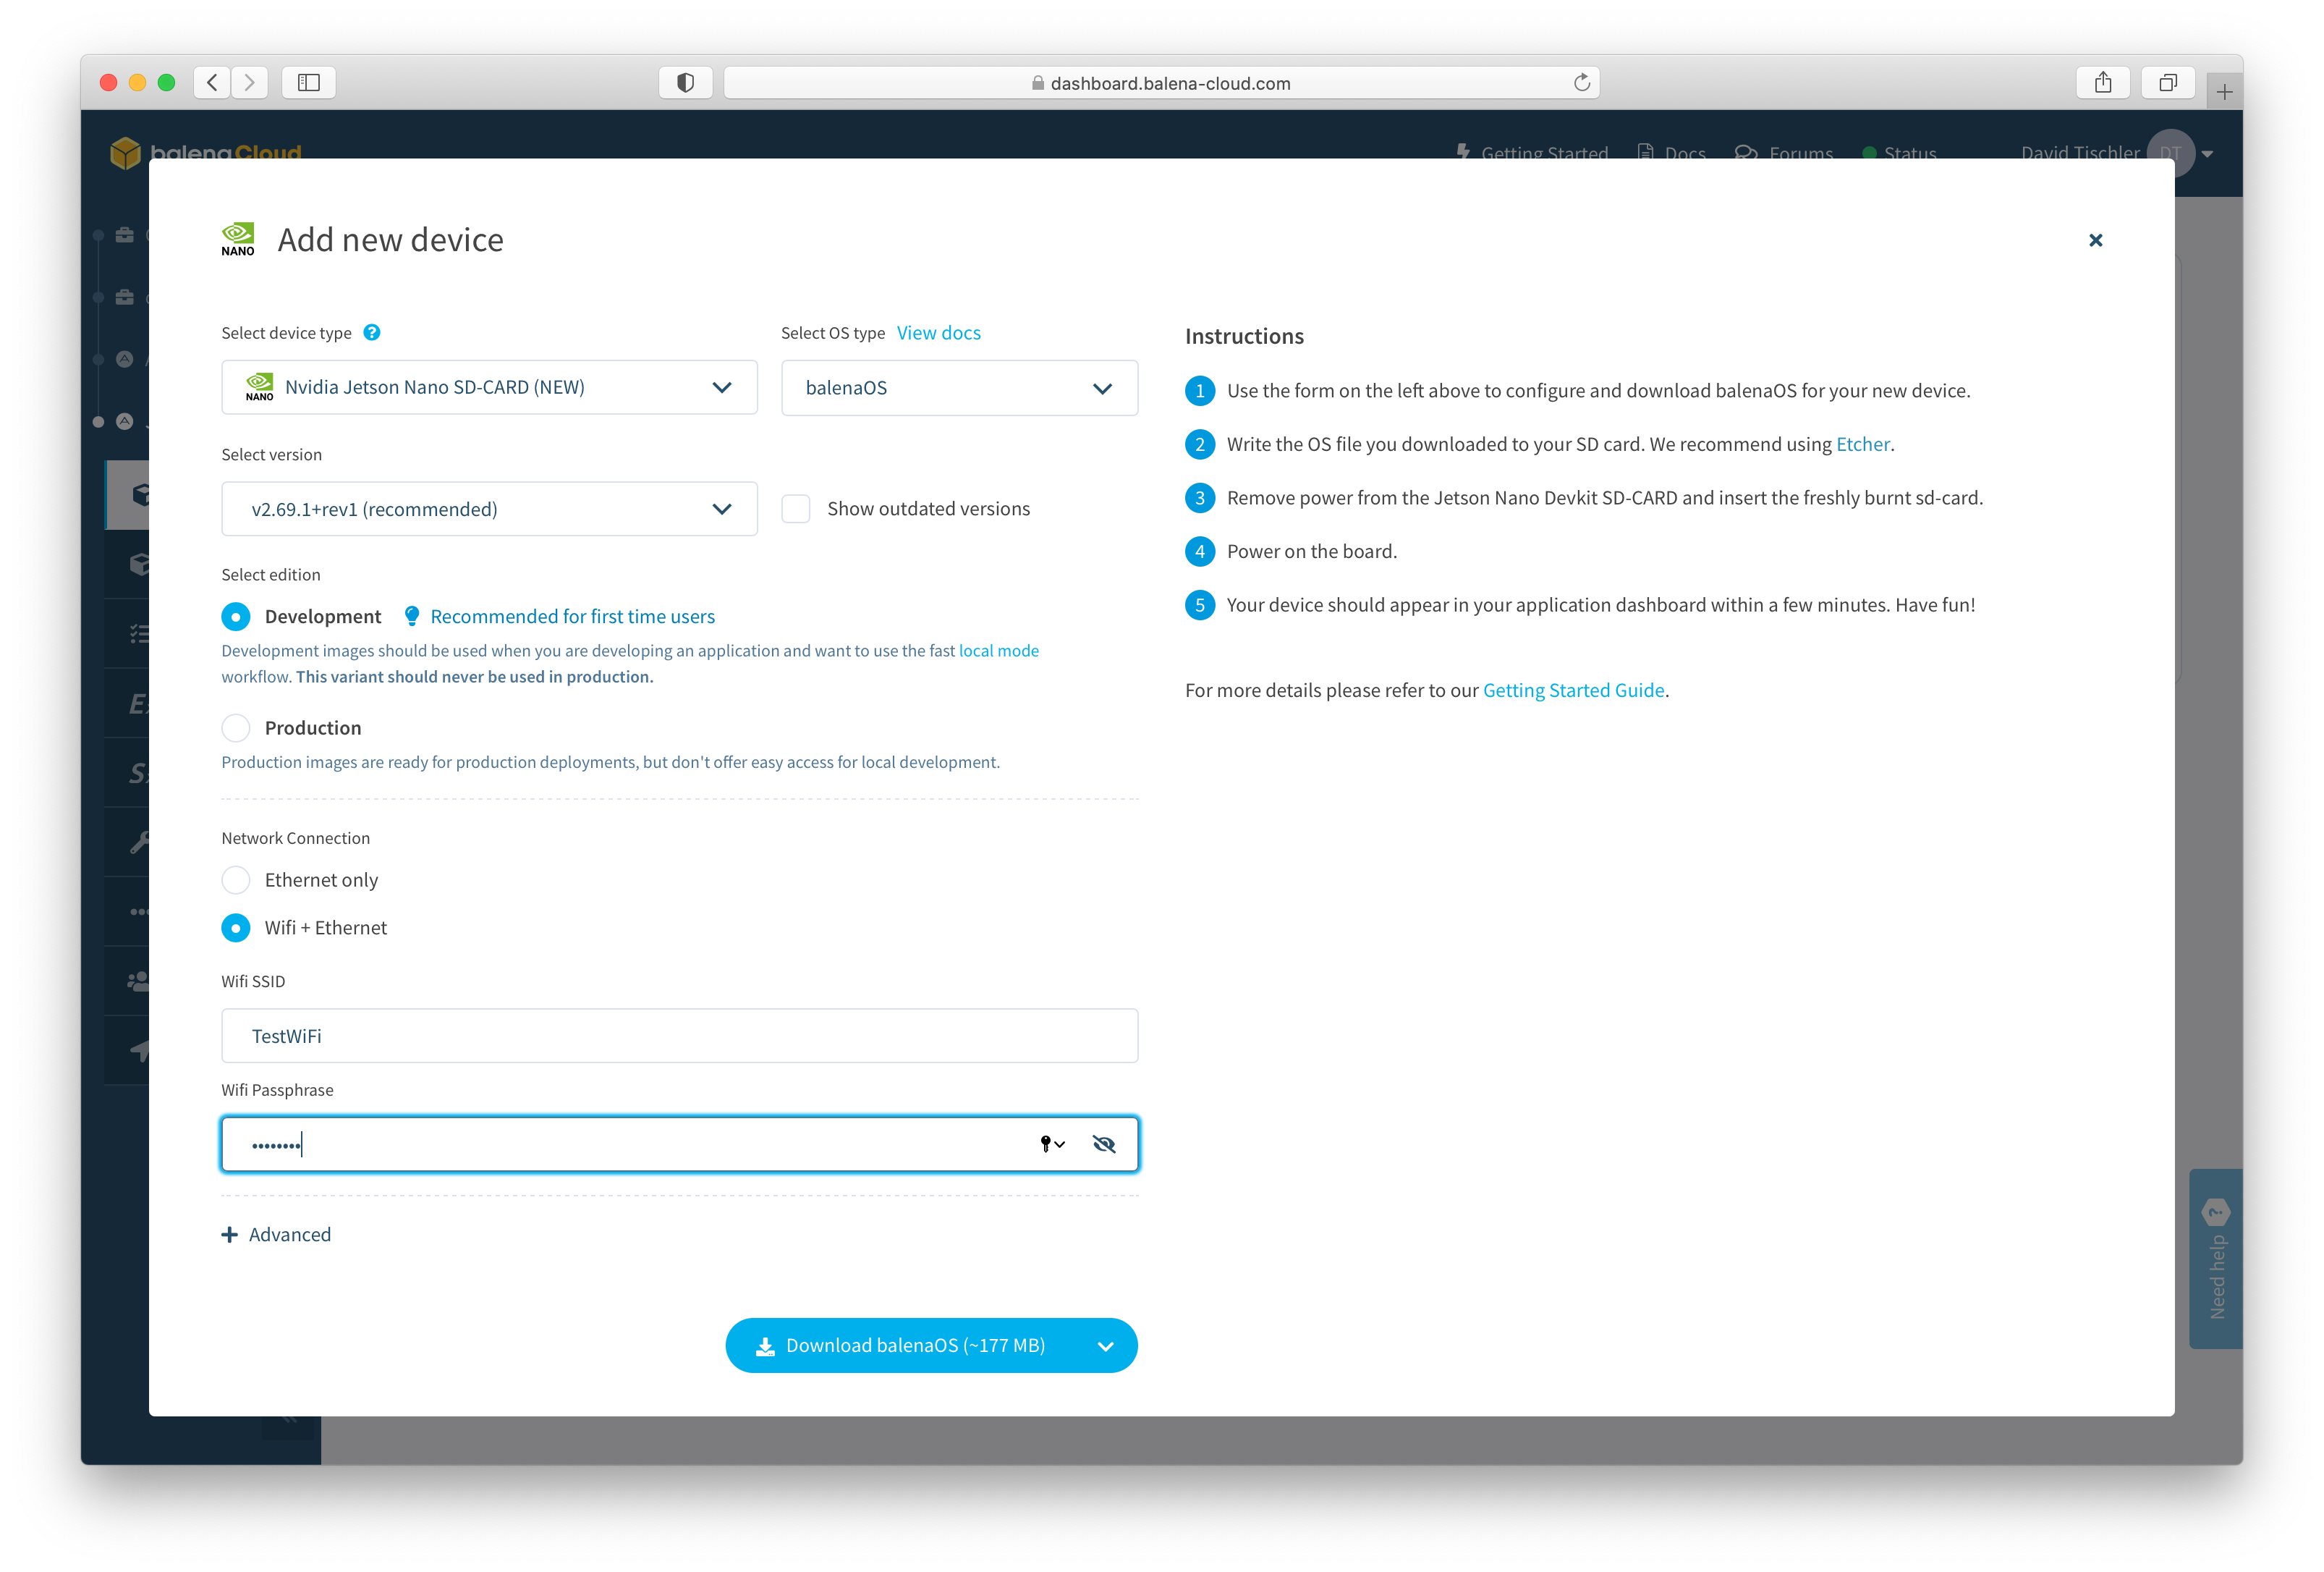 dashboard.balena-cloud.com
balenaCloud
Getting Started
Docs
Forums
Status
David Tischler
DT
NANO
Add new device
Select device type
?
Select OS type
View docs
NANO
Nvidia Jetson Nano SD-CARD (NEW)
balenaOS
Select version
v2.69.1+rev1 (recommended)
Show outdated versions
Select edition
Development
Recommended for first time users
Development images should be used when you are developing an application and want to use the fast local mode
workflow. This variant should never be used in production.
Production
Production images are ready for production deployments, but don't offer easy access for local development.
Network Connection
Ethernet only
Wifi + Ethernet
Wifi SSID
TestWiFi
Wifi Passphrase
••••••••
Advanced
Download balenaOS (~177 MB)
Instructions
1 Use the form on the left above to configure and download balenaOS for your new device.
2 Write the OS file you downloaded to your SD card. We recommend using Etcher.
3 Remove power from the Jetson Nano Devkit SD-CARD and insert the freshly burnt sd-card.
4 Power on the board.
5 Your device should appear in your application dashboard within a few minutes. Have fun!
For more details please refer to our Getting Started Guide.
Need help